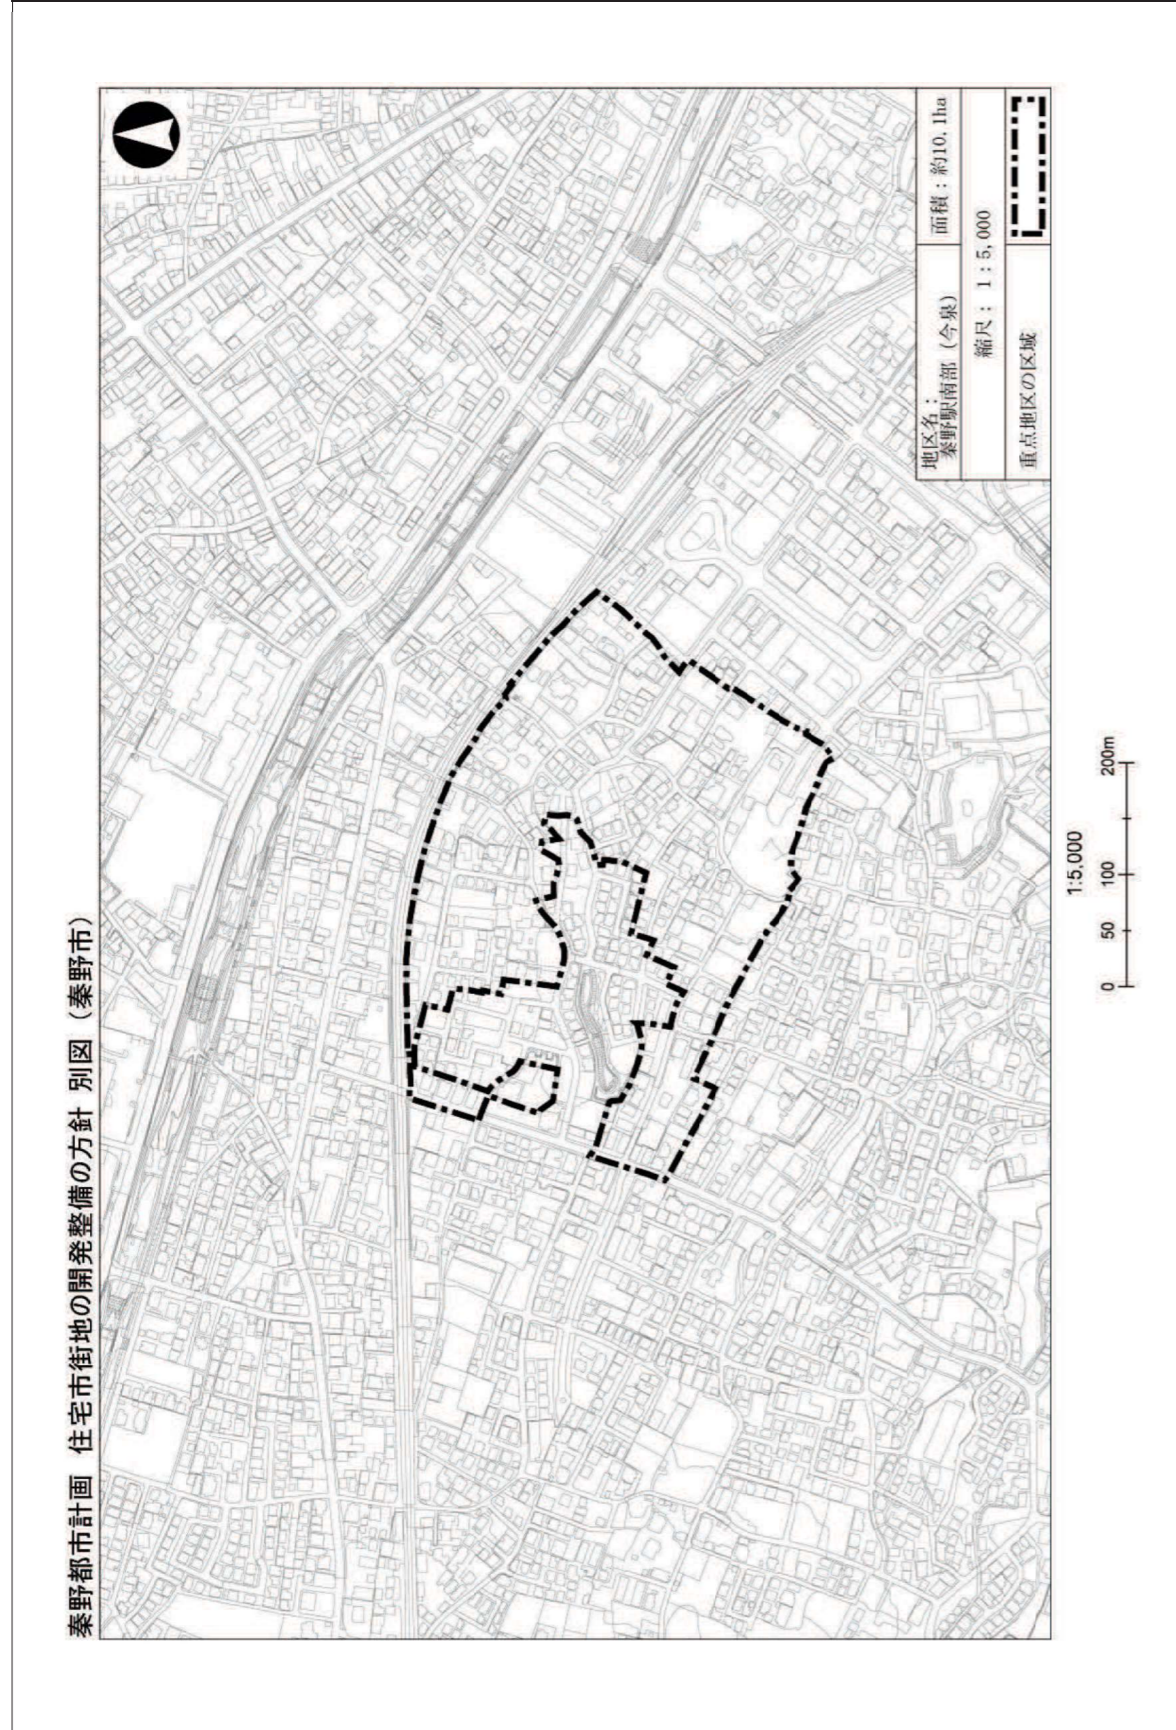 秦野都市計画 住宅市街地の開発整備の方針 別図（秦野市）
地区名：
秦野駅南部（今泉）
面積：約10.1ha
縮尺：1：5,000
重点地区の区域
1:5,000
0 50 100 200m